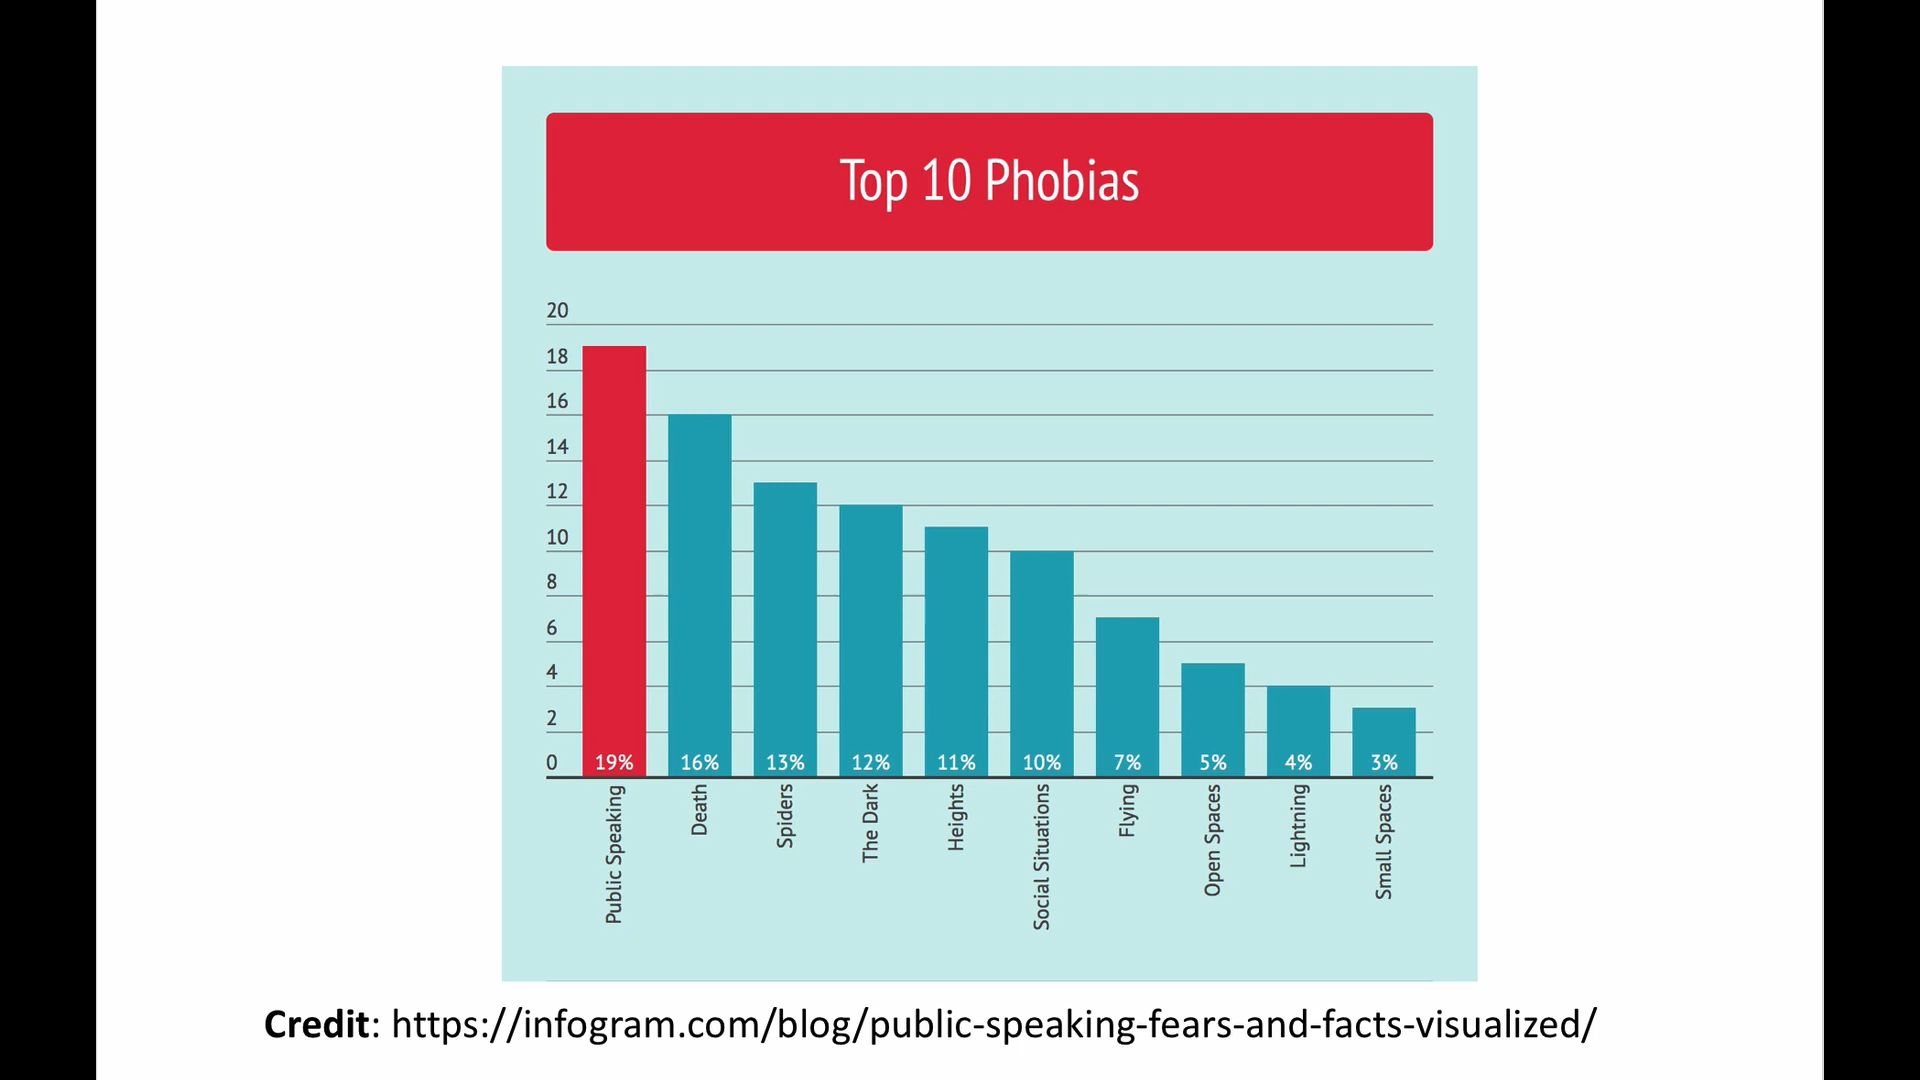 Top 10 Phobias
20
18
16
14
12
10
8
6
4
2
0
19% 16% 13% 12% 11% 10% 7% 5% 4% 3%
Public Speaking
Death
Spiders
The Dark
Heights
Social Situations
Flying
Open Spaces
Lightning
Small Spaces
Credit: https://infogram.com/blog/public-speaking-fears-and-facts-visualized/